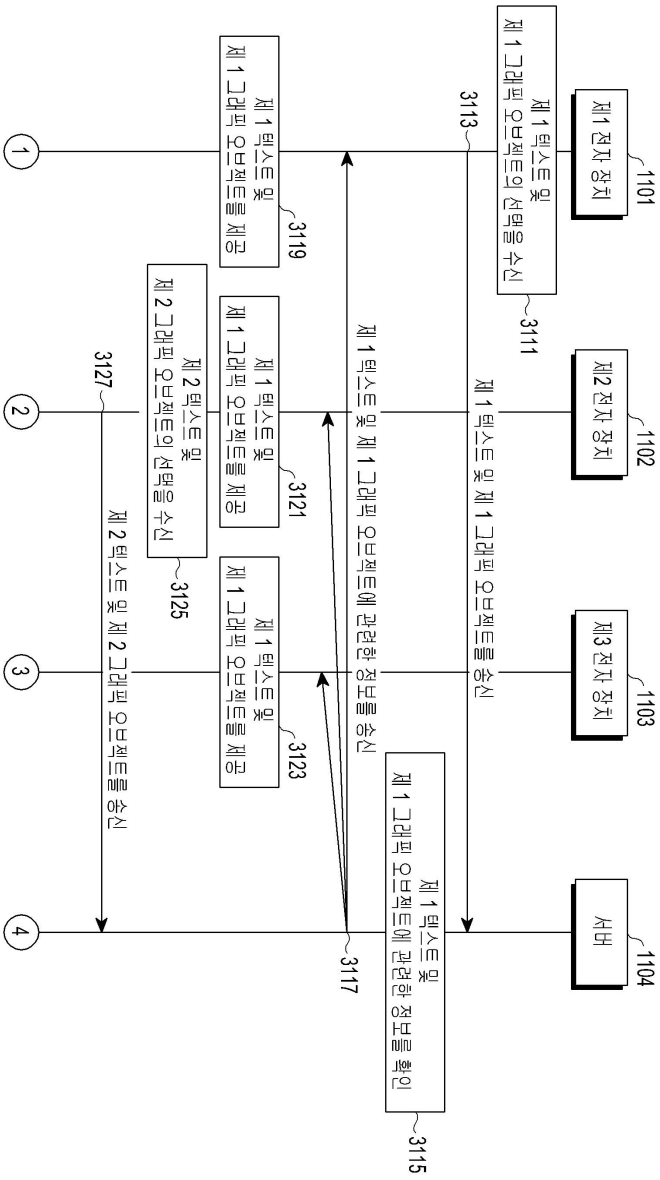 1101
제1 전자 장치
1102
제2 전자 장치
1103
제3 전자 장치
1104
서버
제 1 텍스트 및
제 1 그래픽 오브젝트의 선택을 수신
3111
3113
제 1 텍스트 및 제 1 그래픽 오브젝트를 송신
제 1 텍스트 및
제 1 그래픽 오브젝트에 관련한 정보를 확인
3115
제 1 텍스트 및 제 1 그래픽 오브젝트에 관련한 정보를 송신
3117
제 1 텍스트 및
제 1 그래픽 오브젝트를 제공
3119
제 1 텍스트 및
제 1 그래픽 오브젝트를 제공
3121
제 1 텍스트 및
제 1 그래픽 오브젝트를 제공
3123
제 2 텍스트 및
제 2 그래픽 오브젝트의 선택을 수신
3125
3127
제 2 텍스트 및 제 2 그래픽 오브젝트를 송신
1
2
3
4